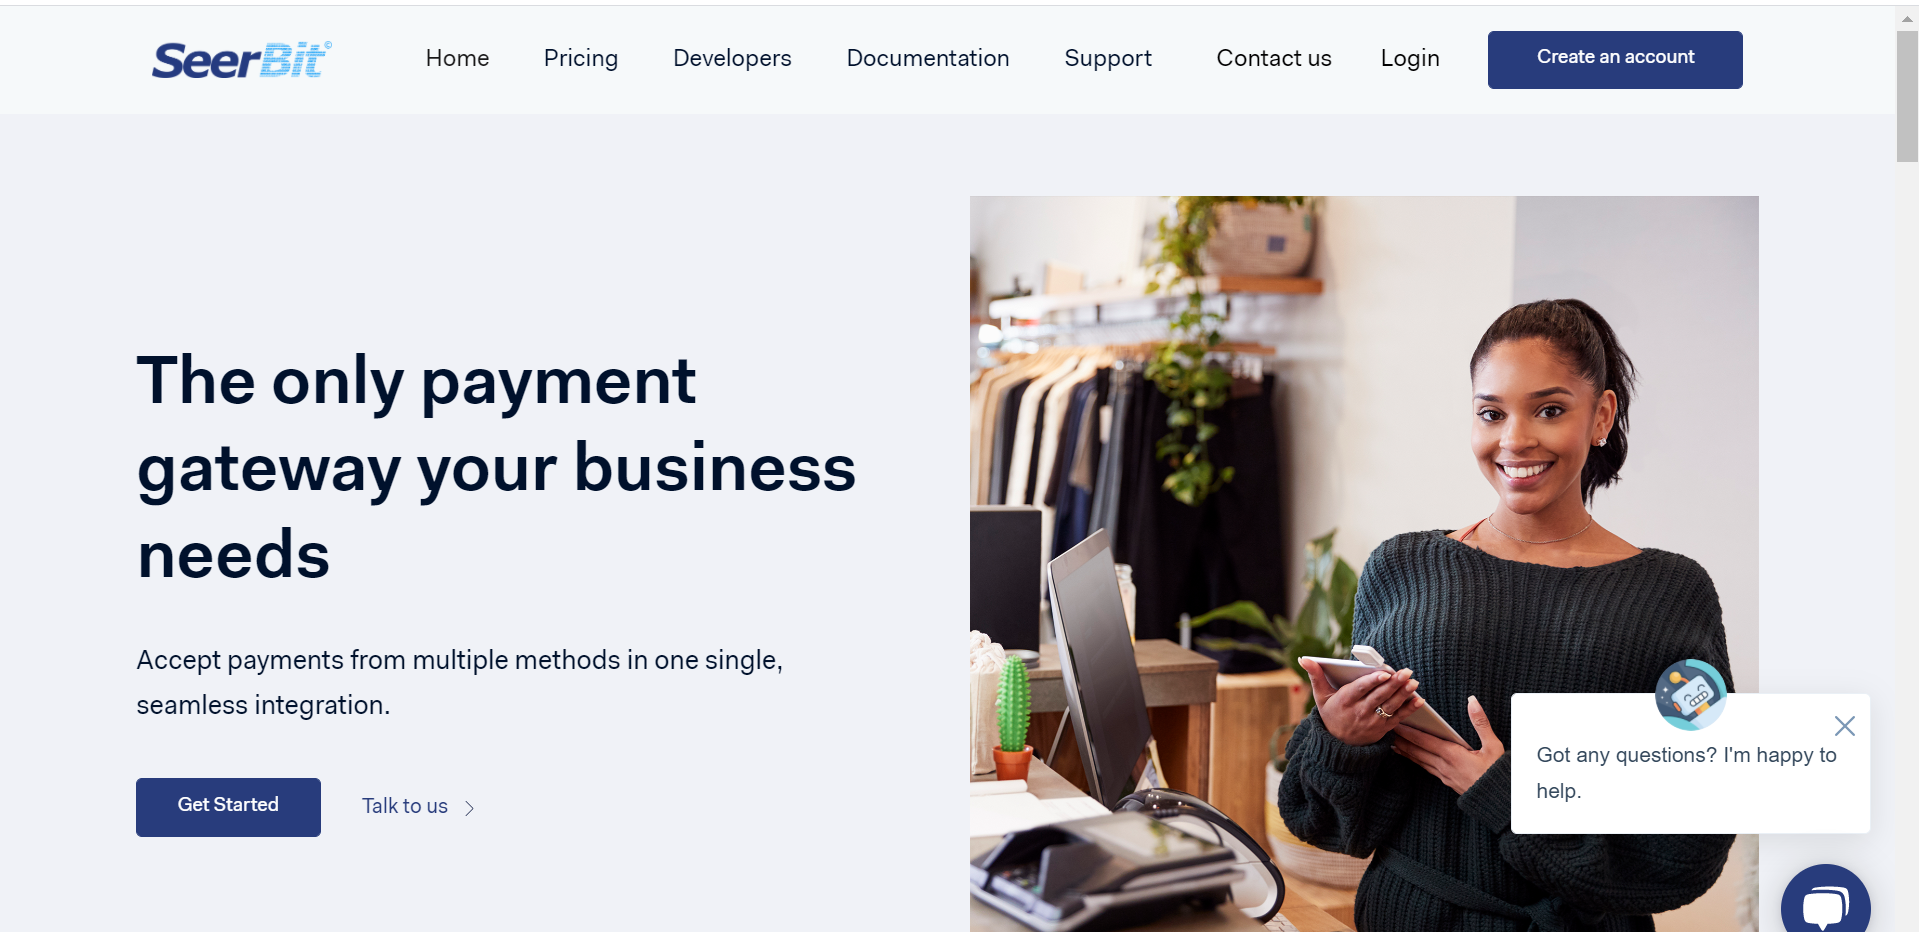 SeerBit©
Home Pricing Developers Documentation Support Contact us Login Create an account
The only payment
gateway your business
needs
Accept payments from multiple methods in one single,
seamless integration.
Get Started Talk to us
Got any questions? I'm happy to
help.